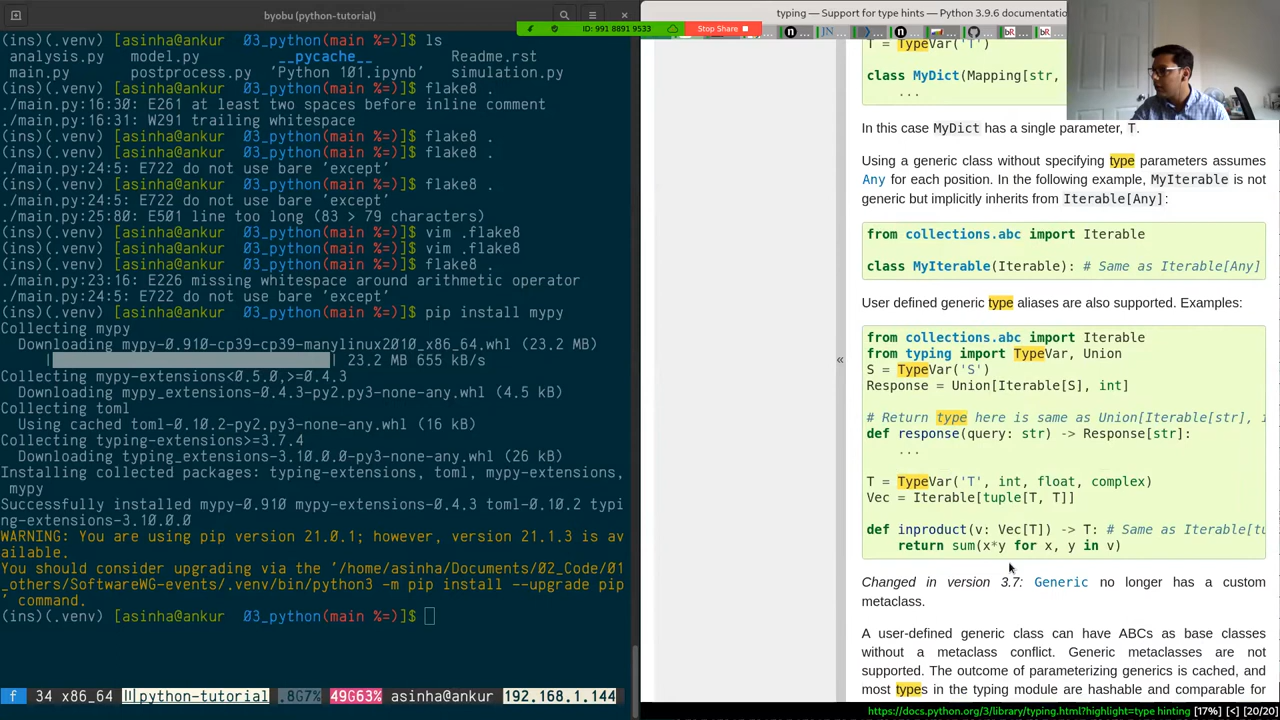 byobu (python-tutorial)
ID: 991 8891 9533
Stop Share
typing — Support for type hints — Python 3.9.6 documentation
(ins)(.venv) [asinha@ankur  03_python(main %=)]$ ls
analysis.py  model.py        __pycache__          Readme.rst
main.py      postprocess.py  'Python 101.ipynb'   simulation.py
(ins)(.venv) [asinha@ankur  03_python(main %=)]$ flake8 .
./main.py:16:30: E261 at least two spaces before inline comment
./main.py:16:31: W291 trailing whitespace
(ins)(.venv) [asinha@ankur  03_python(main %=)]$ flake8 .
(ins)(.venv) [asinha@ankur  03_python(main %=)]$ flake8 .
./main.py:24:5: E722 do not use bare 'except'
(ins)(.venv) [asinha@ankur  03_python(main %=)]$ flake8 .
./main.py:24:5: E722 do not use bare 'except'
./main.py:25:80: E501 line too long (83 > 79 characters)
(ins)(.venv) [asinha@ankur  03_python(main %=)]$ vim .flake8
(ins)(.venv) [asinha@ankur  03_python(main %=)]$ vim .flake8
(ins)(.venv) [asinha@ankur  03_python(main %=)]$ flake8 .
./main.py:23:16: E226 missing whitespace around arithmetic operator
./main.py:24:5: E722 do not use bare 'except'
(ins)(.venv) [asinha@ankur  03_python(main %=)]$ pip install mypy
Collecting mypy
  Downloading mypy-0.910-cp39-cp39-manylinux2010_x86_64.whl (23.2 MB)
| | 23.2 MB 655 kB/s
Collecting mypy-extensions<0.5.0,>=0.4.3
  Downloading mypy_extensions-0.4.3-py2.py3-none-any.whl (4.5 kB)
Collecting toml
  Using cached toml-0.10.2-py2.py3-none-any.whl (16 kB)
Collecting typing-extensions>=3.7.4
  Downloading typing_extensions-3.10.0.0-py3-none-any.whl (26 kB)
Installing collected packages: typing-extensions, toml, mypy-extensions,
 mypy
Successfully installed mypy-0.910 mypy-extensions-0.4.3 toml-0.10.2 typi
ng-extensions-3.10.0.0
WARNING: You are using pip version 21.0.1; however, version 21.1.3 is av
ailable.
You should consider upgrading via the '/home/asinha/Documents/02_Code/01
_others/SoftwareWG-events/.venv/bin/python3 -m pip install --upgrade pip
' command.
(ins)(.venv) [asinha@ankur  03_python(main %=)]$
f  34 x86_64  python-tutorial  .8G7%  49G63%  asinha@ankur  192.168.1.144
«
T = TypeVar('T')
class MyDict(Mapping[str,
    ...
In this case MyDict has a single parameter, T.
Using a generic class without specifying type parameters assumes
Any for each position. In the following example, MyIterable is not
generic but implicitly inherits from Iterable[Any]:
from collections.abc import Iterable
class MyIterable(Iterable): # Same as Iterable[Any]
User defined generic type aliases are also supported. Examples:
from collections.abc import Iterable
from typing import TypeVar, Union
S = TypeVar('S')
Response = Union[Iterable[S], int]
# Return type here is same as Union[Iterable[str], i
def response(query: str) -> Response[str]:
    ...
T = TypeVar('T', int, float, complex)
Vec = Iterable[tuple[T, T]]
def inproduct(v: Vec[T]) -> T: # Same as Iterable[tu
    return sum(x*y for x, y in v)
Changed in version 3.7: Generic no longer has a custom
metaclass.
A user-defined generic class can have ABCs as base classes
without a metaclass conflict. Generic metaclasses are not
supported. The outcome of parameterizing generics is cached, and
most types in the typing module are hashable and comparable for
https://docs.python.org/3/library/typing.html?highlight=type hinting [17%] [<] [20/20]